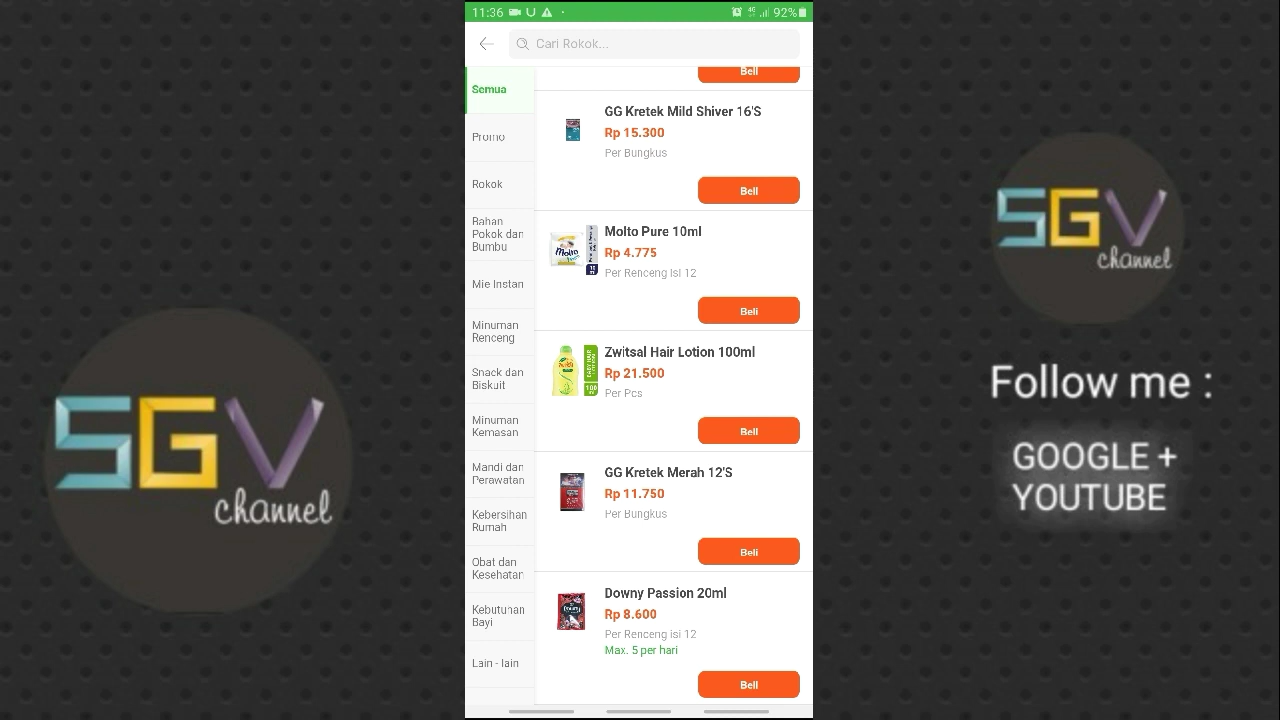 SGV
channel
11:36
4G
92%
Cari Rokok...
Semua
Promo
Rokok
Bahan
Pokok dan
Bumbu
Mie Instan
Minuman
Renceng
Snack dan
Biskuit
Minuman
Kemasan
Mandi dan
Perawatan
Kebersihan
Rumah
Obat dan
Kesehatan
Kebutuhan
Bayi
Lain - lain
Beli
GG Kretek Mild Shiver 16'S
Rp 15.300
Per Bungkus
Beli
Molto
Molto Pure 10ml
Rp 4.775
Per Renceng isi 12
Beli
Zwitsal Hair Lotion 100ml
Rp 21.500
Per Pcs
Beli
GG Kretek Merah 12'S
Rp 11.750
Per Bungkus
Beli
Downy
Downy Passion 20ml
Rp 8.600
Per Renceng isi 12
Max. 5 per hari
Beli
SGV
channel
Follow me :
GOOGLE +
YOUTUBE